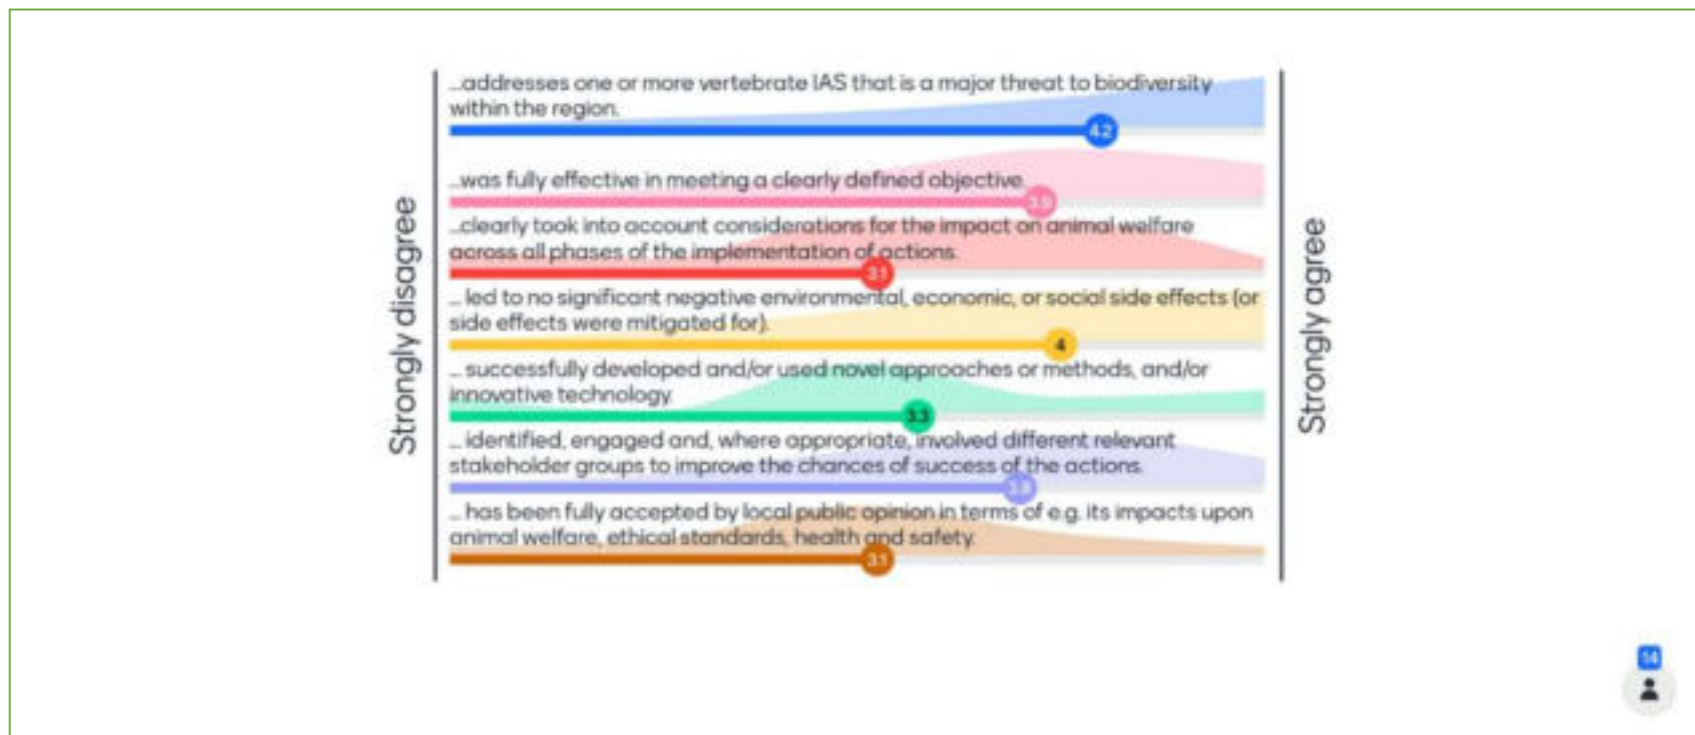 ...addresses one or more vertebrate IAS that is a major threat to biodiversity
within the region.
4.2
...was fully effective in meeting a clearly defined objective.
3.9
...clearly took into account considerations for the impact on animal welfare
across all phases of the implementation of actions.
3.1
... led to no significant negative environmental, economic, or social side effects (or
side effects were mitigated for).
4
... successfully developed and/or used novel approaches or methods, and/or
innovative technology.
3.3
... identified, engaged and, where appropriate, involved different relevant
stakeholder groups to improve the chances of success of the actions.
3.8
... has been fully accepted by local public opinion in terms of e.g. its impacts upon
animal welfare, ethical standards, health and safety.
3.1
Strongly disagree
Strongly agree
14